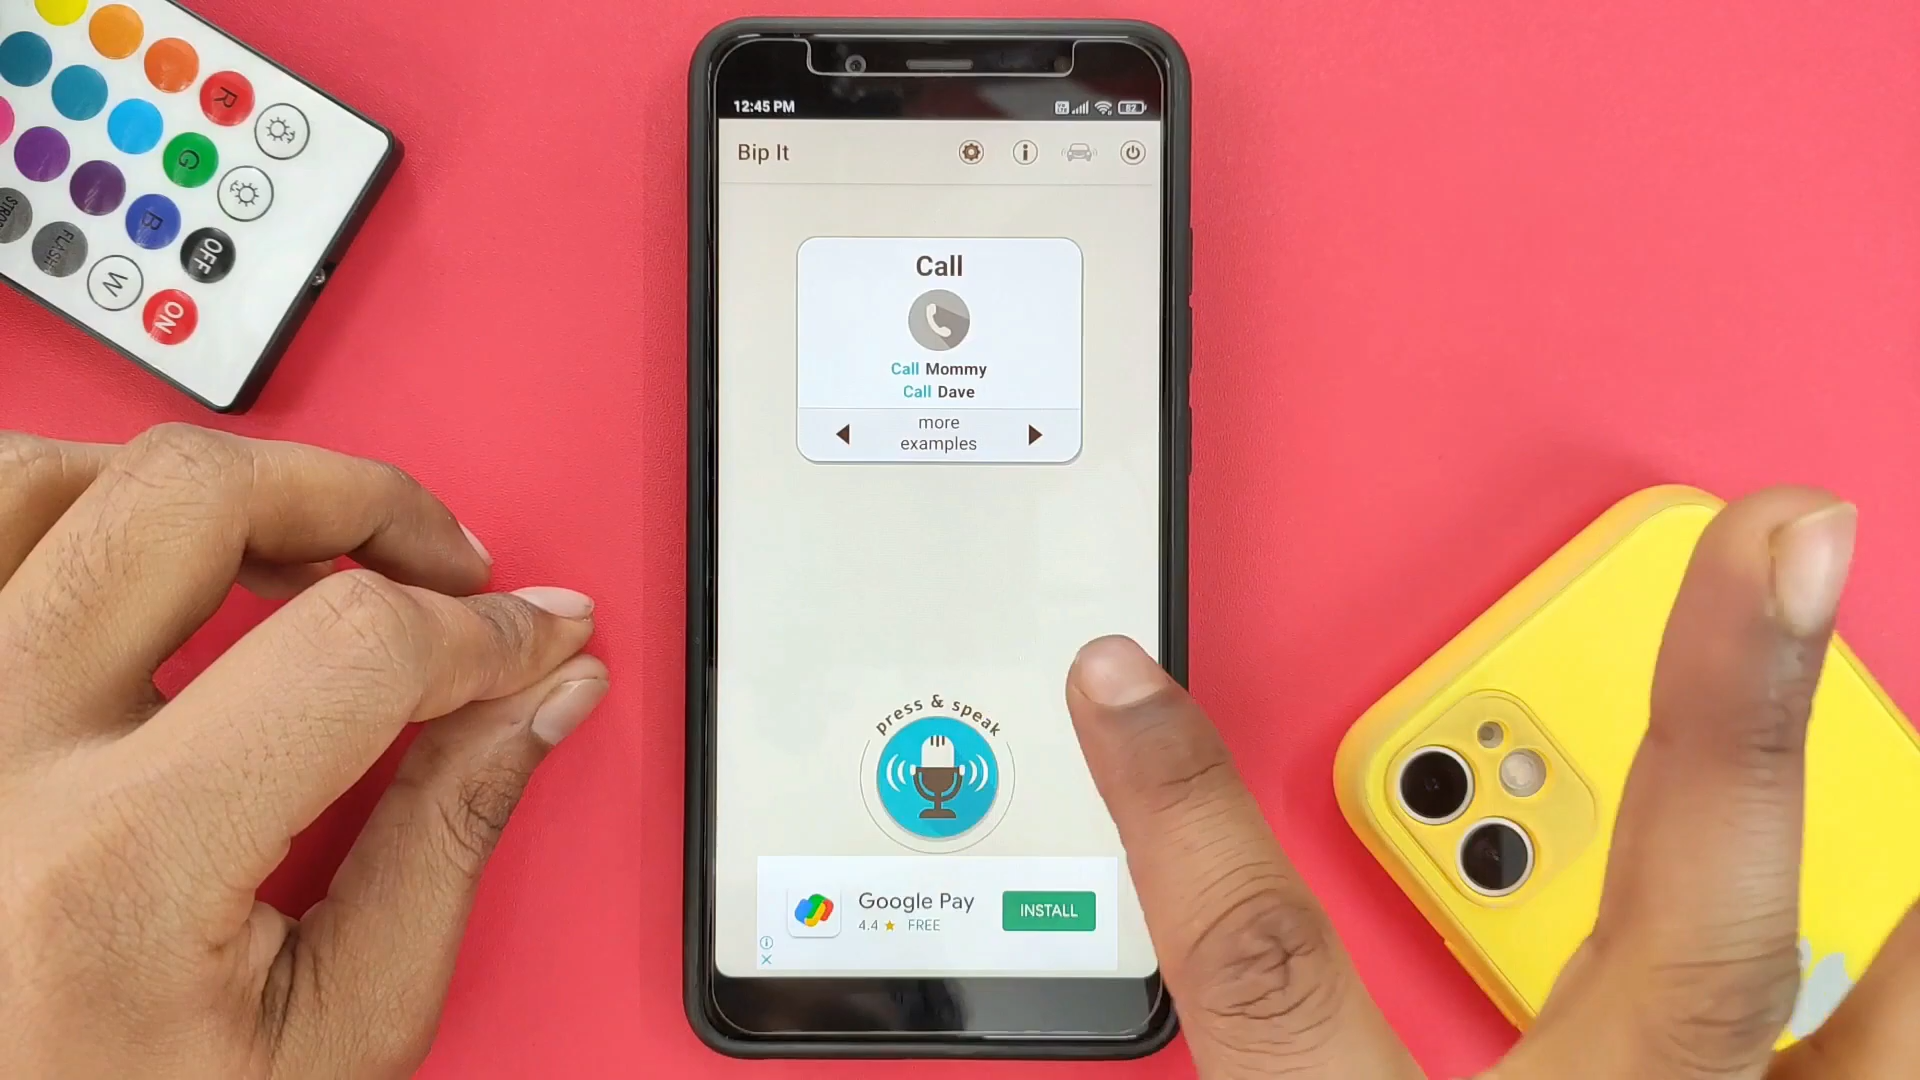 12:45 PM
82
Bip It
Call
Call Mommy
Call Dave
more
examples
press & speak
Google Pay
4.4 ★ FREE
INSTALL
R
G
B
W
OFF
ON
FLASH